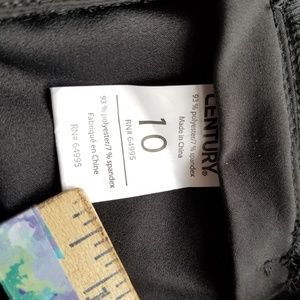 CENTURY®
Made in China
93 % polyester/7 % spandex
10
RN# 64995
93 % polyester/7 % spandex
Fabriqué en Chine
RN# 64995